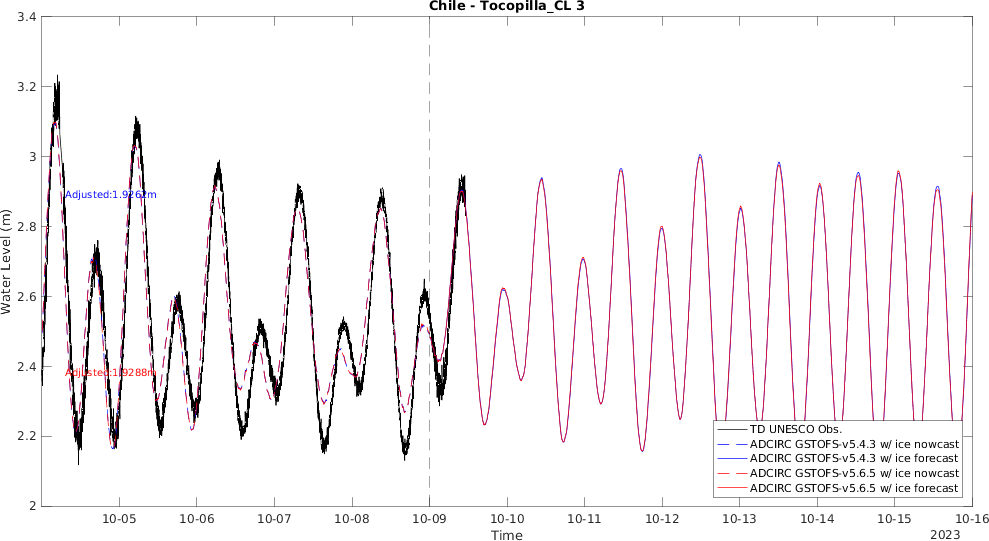 Chile - Tocopilla_CL 3
3.4
3.2
3
2.8
2.6
2.4
2.2
2
Water Level (m)
Adjusted:1.9262m
Adjusted:1.9288m
TD UNESCO Obs.
ADCIRC GSTOFS-v5.4.3 w/ ice nowcast
ADCIRC GSTOFS-v5.4.3 w/ ice forecast
ADCIRC GSTOFS-v5.6.5 w/ ice nowcast
ADCIRC GSTOFS-v5.6.5 w/ ice forecast
10-05 10-06 10-07 10-08 10-09 10-10 10-11 10-12 10-13 10-14 10-15 10-16
Time
2023